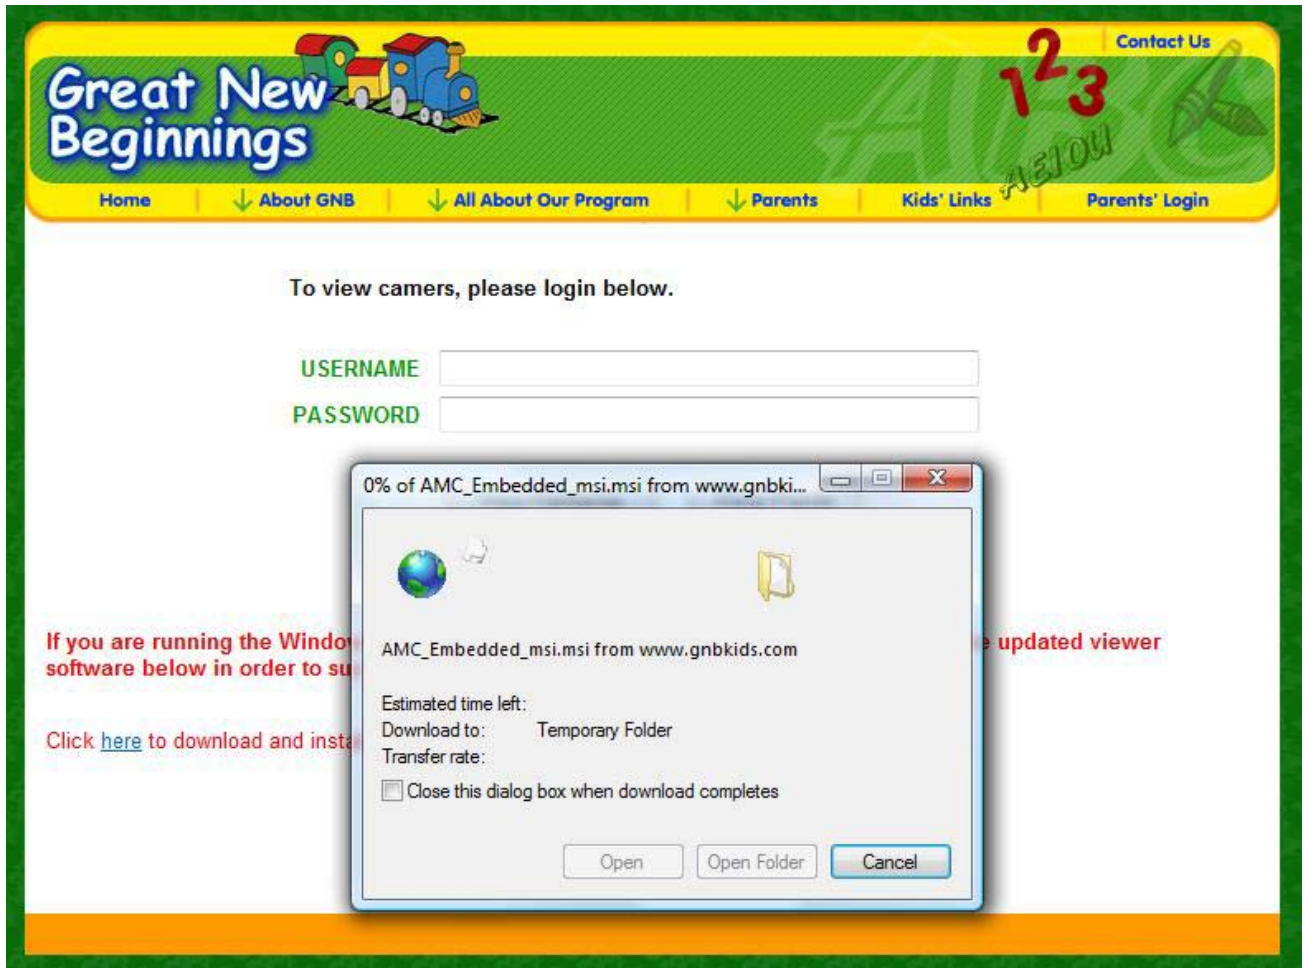 Contact Us
123
ABC
AEIOU
Great New
Beginnings
Home
About GNB
All About Our Program
Parents
Kids' Links
Parents' Login
To view camers, please login below.
USERNAME
PASSWORD
0% of AMC_Embedded_msi.msi from www.gnbki...
If you are running the Windo
e updated viewer
software below in order to su
AMC_Embedded_msi.msi from www.gnbkids.com
Estimated time left:
Download to: Temporary Folder
Click here to download and insta
Transfer rate:
Close this dialog box when download completes
Open Open Folder Cancel